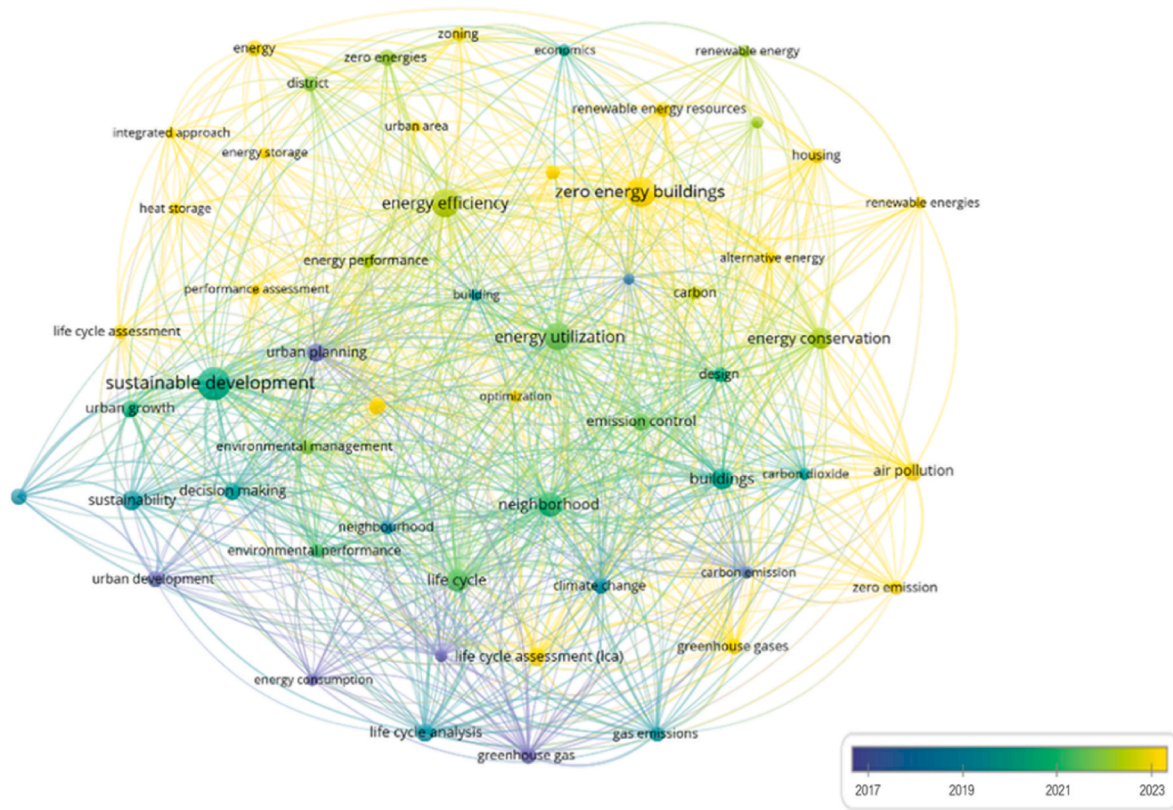 zoning
energy
economics
renewable energy
zero energies
district
renewable energy resources
urban area
integrated approach
energy storage
housing
zero energy buildings
energy efficiency
renewable energies
heat storage
energy performance
alternative energy
performance assessment
building
carbon
life cycle assessment
energy utilization
energy conservation
urban planning
design
sustainable development
optimization
urban growth
emission control
environmental management
air pollution
carbon dioxide
buildings
decision making
sustainability
neighborhood
neighbourhood
environmental performance
carbon emission
urban development
life cycle
climate change
zero emission
greenhouse gases
life cycle assessment (lca)
energy consumption
life cycle analysis
gas emissions
greenhouse gas
2017 2019 2021 2023